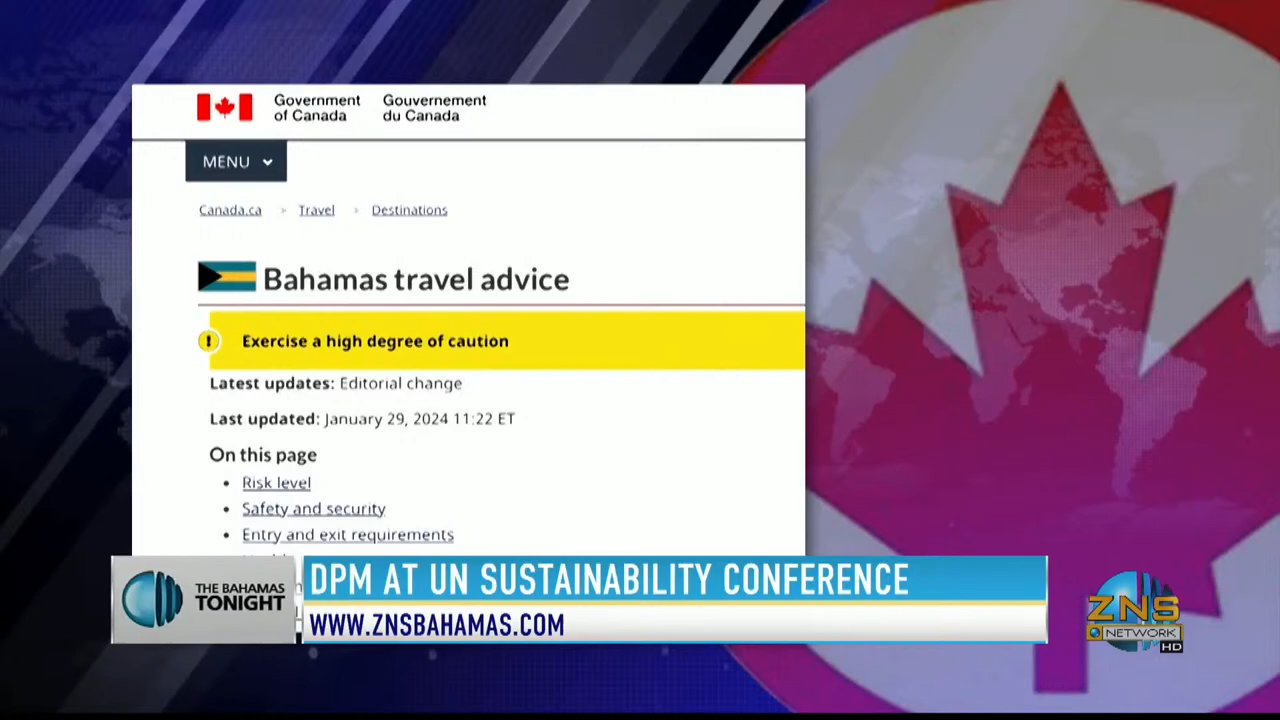 Government of Canada
Gouvernement du Canada
MENU
Canada.ca > Travel > Destinations
Bahamas travel advice
! Exercise a high degree of caution
Latest updates: Editorial change
Last updated: January 29, 2024 11:22 ET
On this page
• Risk level
• Safety and security
• Entry and exit requirements
THE BAHAMAS
TONIGHT
DPM AT UN SUSTAINABILITY CONFERENCE
WWW.ZNSBAHAMAS.COM
ZNS
NETWORK
HD